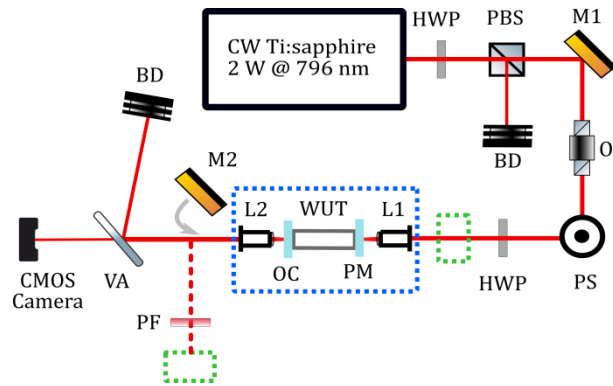 HWP
PBS
M1
CW Ti:sapphire
2 W @ 796 nm
BD
BD
M2
L2
WUT
L1
OC
PM
CMOS
Camera
VA
HWP
PS
PF